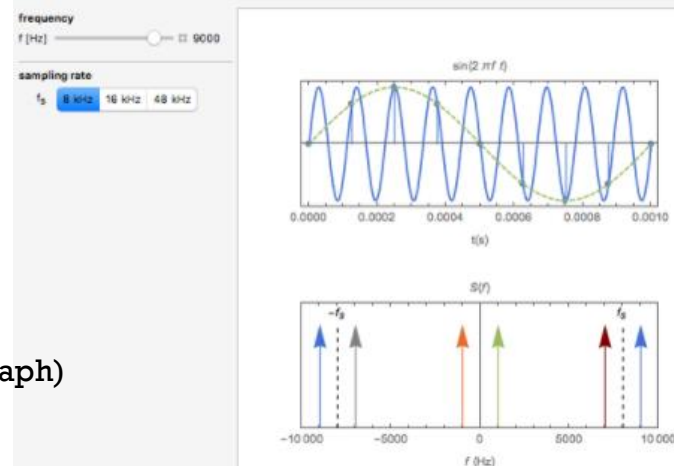 frequency
f [Hz] 9000
sampling rate
fs 8 kHz 16 kHz 48 kHz
sin(2 πf t)
0.0000 0.0002 0.0004 0.0006 0.0008 0.0010
t(s)
S(f)
-fs fs
-10 000 -5000 0 5000 10 000
f (Hz)
aph)